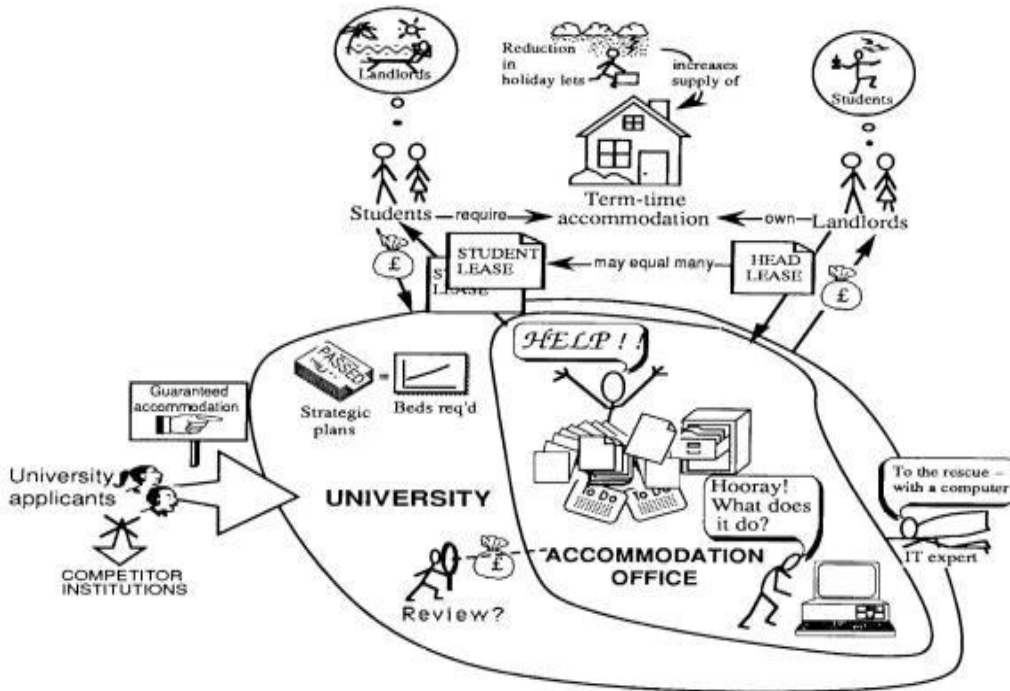 Landlords
Reduction
in
holiday lets
increases
supply of
Students
Students
require
Term-time
accommodation
own
Landlords
£
STUDENT
LEASE
LEASE
may equal many
HEAD
LEASE
£
HELP ! !
PASSED
=
Strategic
plans
Beds req'd
Guaranteed
accommodation
University
applicants
COMPETITOR
INSTITUTIONS
UNIVERSITY
To Do
To Do
Hooray!
What does
it do?
To the rescue –
with a computer
IT expert
£
ACCOMMODATION
OFFICE
Review?